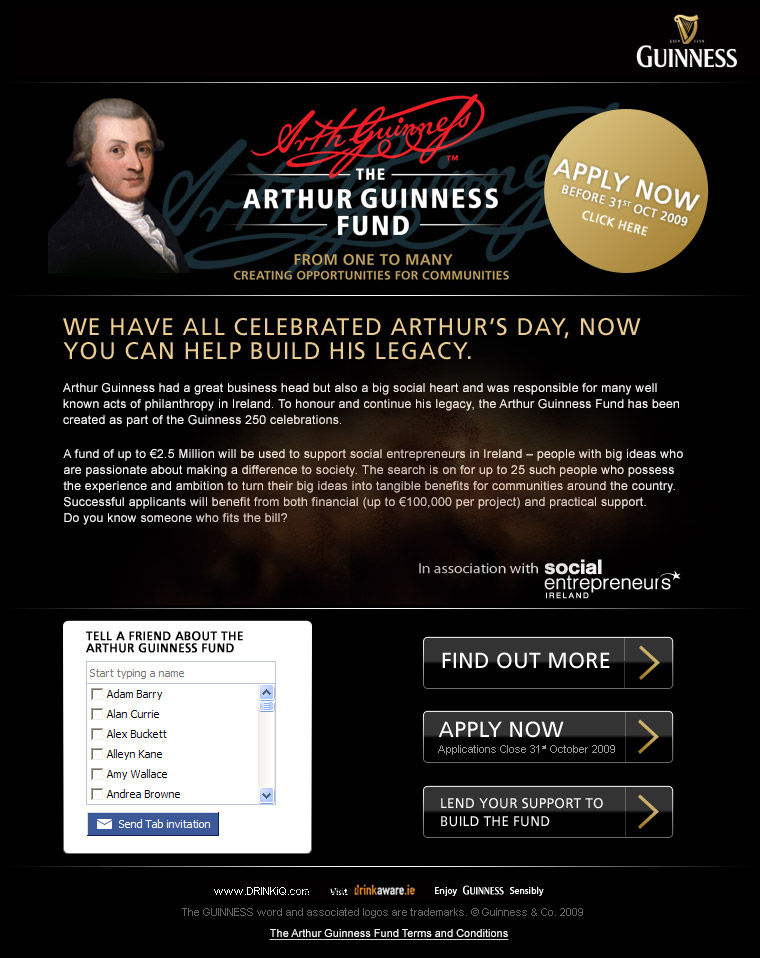 ESTD 1759
GUINNESS
Arth Guinness™
THE
ARTHUR GUINNESS
FUND
FROM ONE TO MANY
CREATING OPPORTUNITIES FOR COMMUNITIES
APPLY NOW
BEFORE 31ST OCT 2009
CLICK HERE
WE HAVE ALL CELEBRATED ARTHUR'S DAY, NOW
YOU CAN HELP BUILD HIS LEGACY.
Arthur Guinness had a great business head but also a big social heart and was responsible for many well
known acts of philanthropy in Ireland. To honour and continue his legacy, the Arthur Guinness Fund has been
created as part of the Guinness 250 celebrations.
A fund of up to €2.5 Million will be used to support social entrepreneurs in Ireland – people with big ideas who
are passionate about making a difference to society. The search is on for up to 25 such people who possess
the experience and ambition to turn their big ideas into tangible benefits for communities around the country.
Successful applicants will benefit from both financial (up to €100,000 per project) and practical support.
Do you know someone who fits the bill?
In association with social
entrepreneurs
IRELAND
TELL A FRIEND ABOUT THE
ARTHUR GUINNESS FUND
Start typing a name
Adam Barry
Alan Currie
Alex Buckett
Alleyn Kane
Amy Wallace
Andrea Browne
Send Tab invitation
FIND OUT MORE
APPLY NOW
Applications Close 31st October 2009
LEND YOUR SUPPORT TO
BUILD THE FUND
www.DRINKiQ.com Visit drinkaware.ie Enjoy GUINNESS Sensibly
The GUINNESS word and associated logos are trademarks. © Guinness & Co. 2009
The Arthur Guinness Fund Terms and Conditions